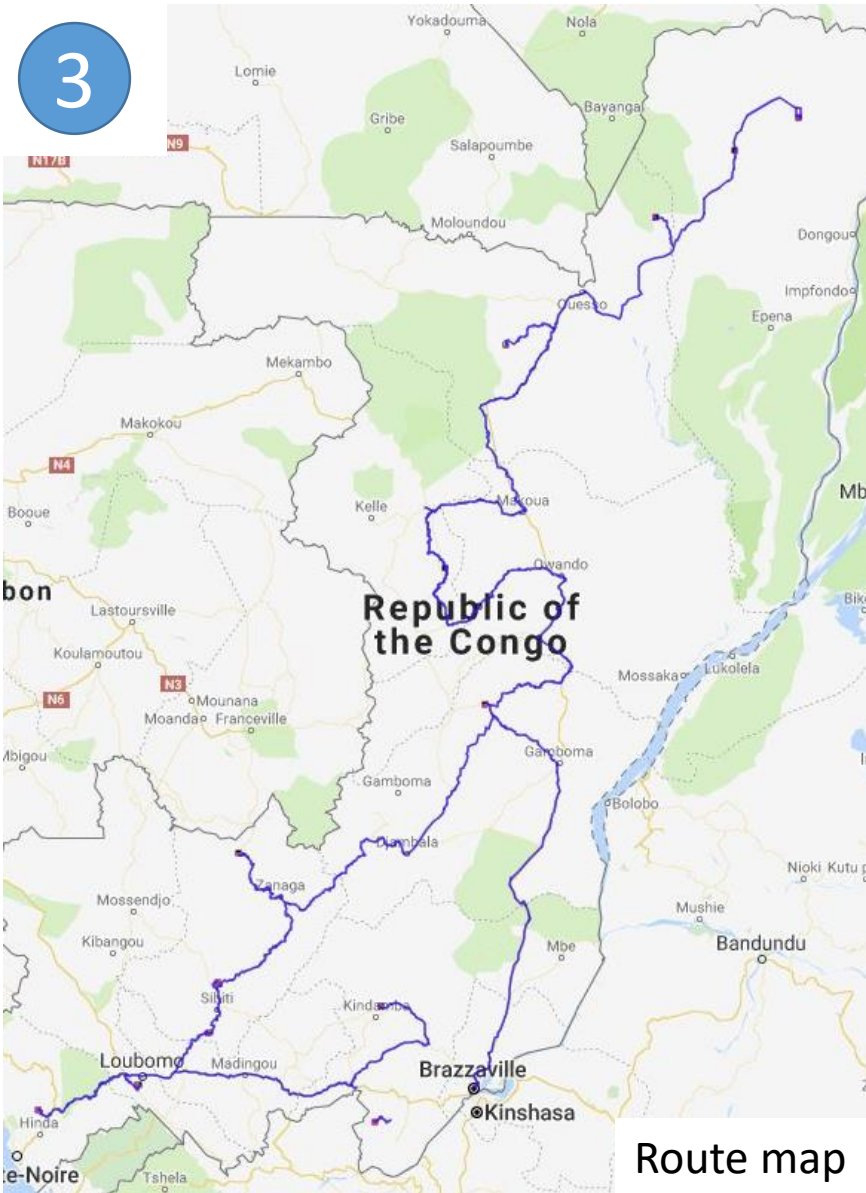 3
Yokadouma
Nola
Lomie
Bayangal
Gribe
N9
Salapoumbe
N17B
Moloundou
Dongou
Impfondo
Ouesso
Epena
Mekambo
Makokou
N4
Makoua
Mb
Kelle
Booue
Owando
bon
Republic of
the Congo
Bik
Lastoursville
Koulamoutou
Lukolela
Mossaka
N3
N6
Mounana
Moanda
Franceville
Mbigou
Gamboma
Gamboma
Bolobo
Djambala
Zanaga
Nioki
Kutu p
Mossendjo
Mushie
Kibangou
Mbe
Bandundu
Sibiti
Kindamba
Loubomo
Madingou
Brazzaville
Kinshasa
Hinda
te-Noire
Tshela
Route map